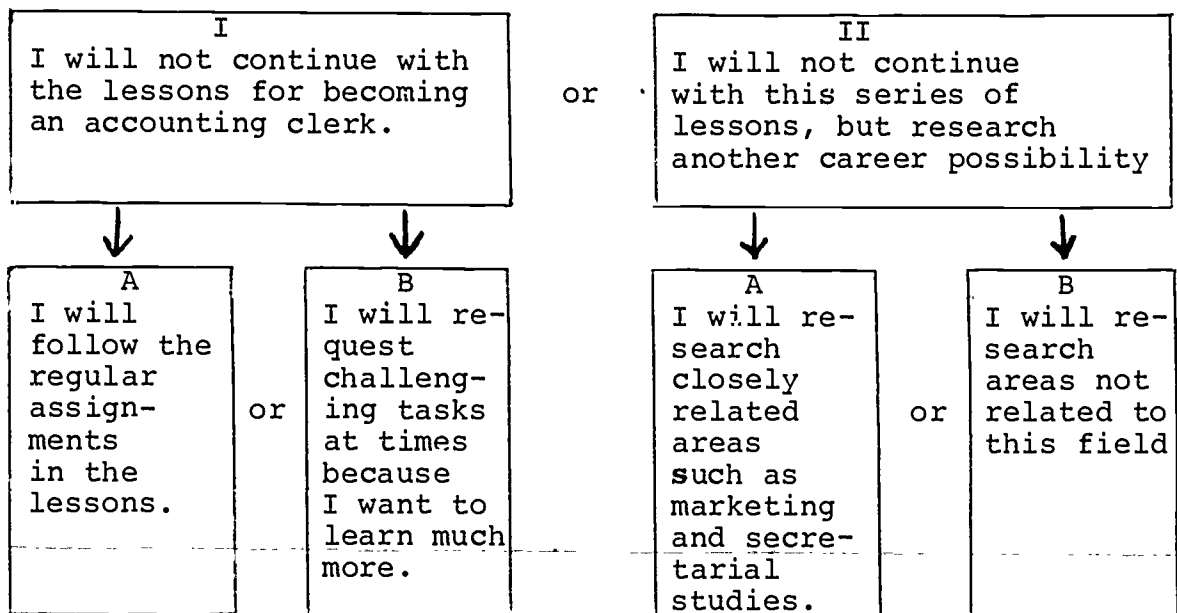 I
I will not continue with
the lessons for becoming
an accounting clerk.
or
II
I will not continue
with this series of
lessons, but research
another career possibility
A
I will
follow the
regular
assign-
ments
in the
lessons.
or
B
I will re-
quest
challeng-
ing tasks
at times
because
I want to
learn much
more.
A
I will re-
search
closely
related
areas
such as
marketing
and secre-
tarial
studies.
or
B
I will re-
search
areas not
related to
this field